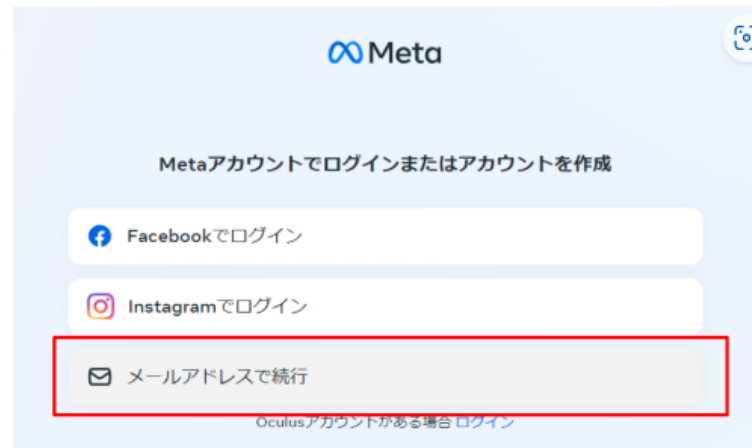 Meta
Metaアカウントでログインまたはアカウントを作成
Facebookでログイン
Instagramでログイン
メールアドレスで続行
Oculusアカウントがある場合 ログイン